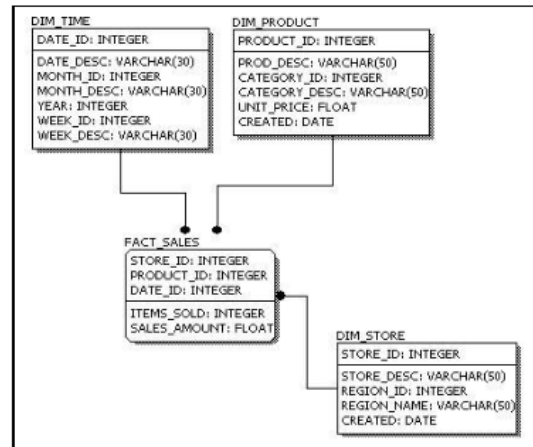 DIM_TIME
DATE_ID: INTEGER
DATE_DESC: VARCHAR(30)
MONTH_ID: INTEGER
MONTH_DESC: VARCHAR(30)
YEAR: INTEGER
WEEK_ID: INTEGER
WEEK_DESC: VARCHAR(30)
DIM_PRODUCT
PRODUCT_ID: INTEGER
PROD_DESC: VARCHAR(50)
CATEGORY_ID: INTEGER
CATEGORY_DESC: VARCHAR(50)
UNIT_PRICE: FLOAT
CREATED: DATE
FACT_SALES
STORE_ID: INTEGER
PRODUCT_ID: INTEGER
DATE_ID: INTEGER
ITEMS_SOLD: INTEGER
SALES_AMOUNT: FLOAT
DIM_STORE
STORE_ID: INTEGER
STORE_DESC: VARCHAR(50)
REGION_ID: INTEGER
REGION_NAME: VARCHAR(50)
CREATED: DATE